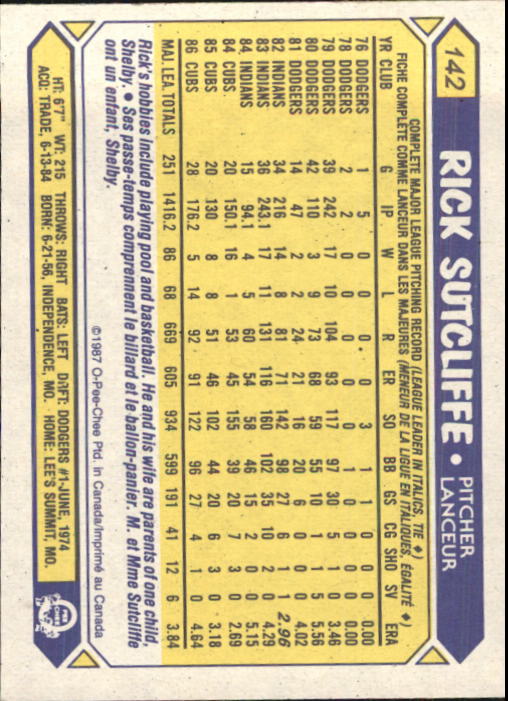 142
RICK SUTCLIFFE • PITCHER
LANCEUR
COMPLETE MAJOR LEAGUE PITCHING RECORD (LEAGUE LEADER IN ITALICS, TIE ♦)
FICHE COMPLÈTE COMME LANCEUR DANS LES MAJEURES (MENEUR DE LA LIGUE EN ITALIQUES, ÉGALITÉ ♦)
YR CLUB G IP W L R ER SO BB GS CG SHO SV ERA
76 DODGERS 1 5 0 0 0 0 3 1 1 0 0 0 0.00
78 DODGERS 2 2 0 0 0 0 0 1 0 0 0 0 0.00
79 DODGERS 39 242 17 10 104 93 117 97 30 5 1 0 3.46
80 DODGERS 42 110 3 9 73 68 59 55 10 1 1 5 5.56
81 DODGERS 14 47 2 2 24 21 16 20 6 0 0 0 4.02
82 INDIANS 34 216 14 8 81 71 142 98 27 6 1 1 2.96
83 INDIANS 36 243.1 17 11 131 116 160 102 35 10 2 0 4.29
84 INDIANS 15 94.1 4 5 60 54 58 46 15 2 0 0 5.15
84 CUBS 20 150.1 16 1 53 45 155 39 20 7 3 0 2.69
85 CUBS 20 130 8 8 51 46 102 44 20 6 3 0 3.18
86 CUBS 28 176.2 5 14 92 91 122 96 27 4 1 0 4.64
MAJ. LEA. TOTALS 251 1416.2 86 68 669 605 934 599 191 41 12 6 3.84
Rick's hobbies include playing pool and basketball. He and his wife are parents of one child,
Shelby. • Ses passe-temps comprennent le billard et le ballon-panier. M. et Mme Sutcliffe
ont un enfant, Shelby.
©1987 O-Pee-Chee Ptd. in Canada/Imprimé au Canada
HT: 6'7" WT: 215 THROWS: RIGHT BATS: LEFT DRFT: DODGERS #1-JUNE, 1974
ACQ: TRADE, 6-13-84 BORN: 6-21-56, INDEPENDENCE, MO. HOME: LEE'S SUMMIT, MO.
O-PEE-CHEE